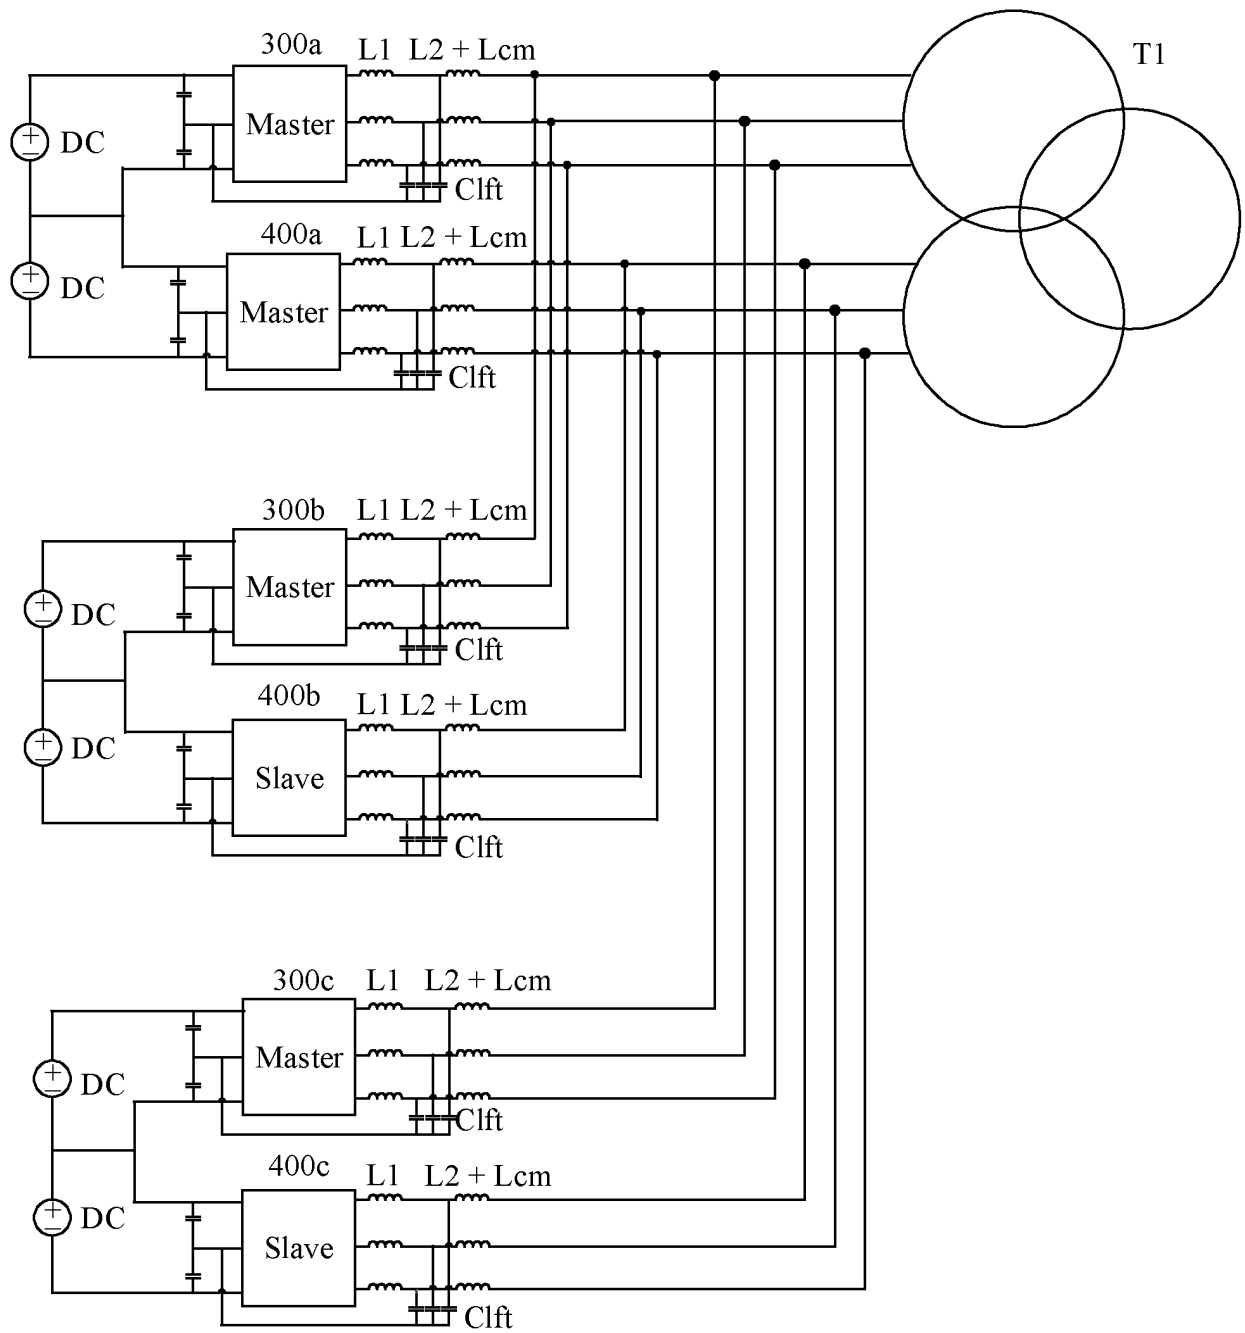 300a L1 L2 + Lcm T1
DC Master
Clft
400a L1 L2 + Lcm
DC Master
Clft
300b L1 L2 + Lcm
DC Master
Clft
400b L1 L2 + Lcm
DC Slave
Clft
300c L1 L2 + Lcm
DC Master
Clft
400c L1 L2 + Lcm
DC Slave
Clft